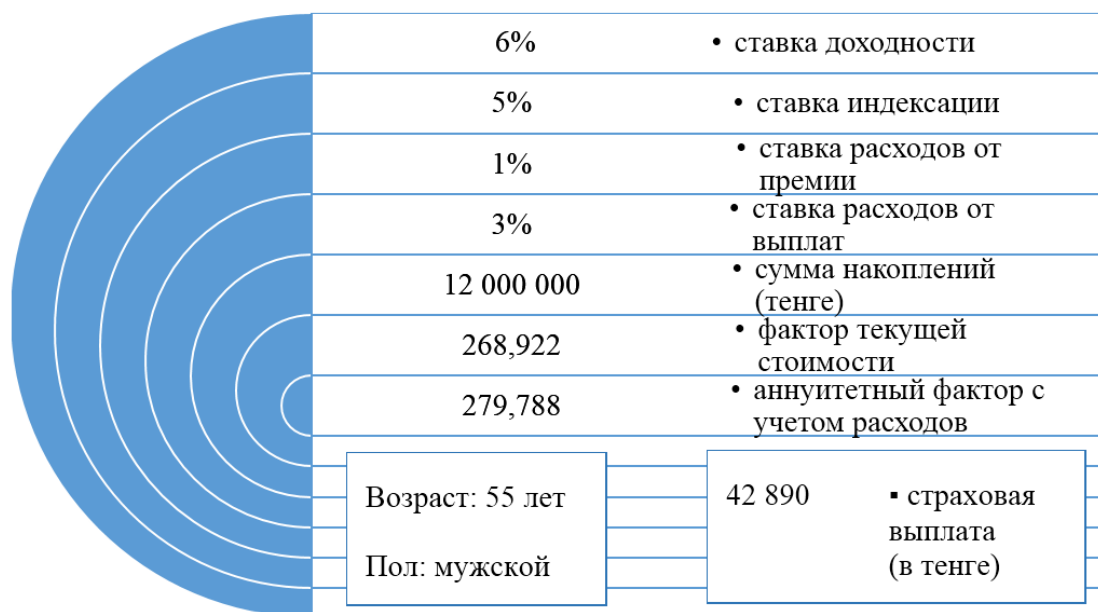 6% • ставка доходности
5% • ставка индексации
1% • ставка расходов от
премии
3% • ставка расходов от
выплат
12 000 000 • сумма накоплений
(тенге)
268,922 • фактор текущей
стоимости
279,788 • аннуитетный фактор с
учетом расходов
Возраст: 55 лет
Пол: мужской
42 890 ▪ страховая
выплата
(в тенге)